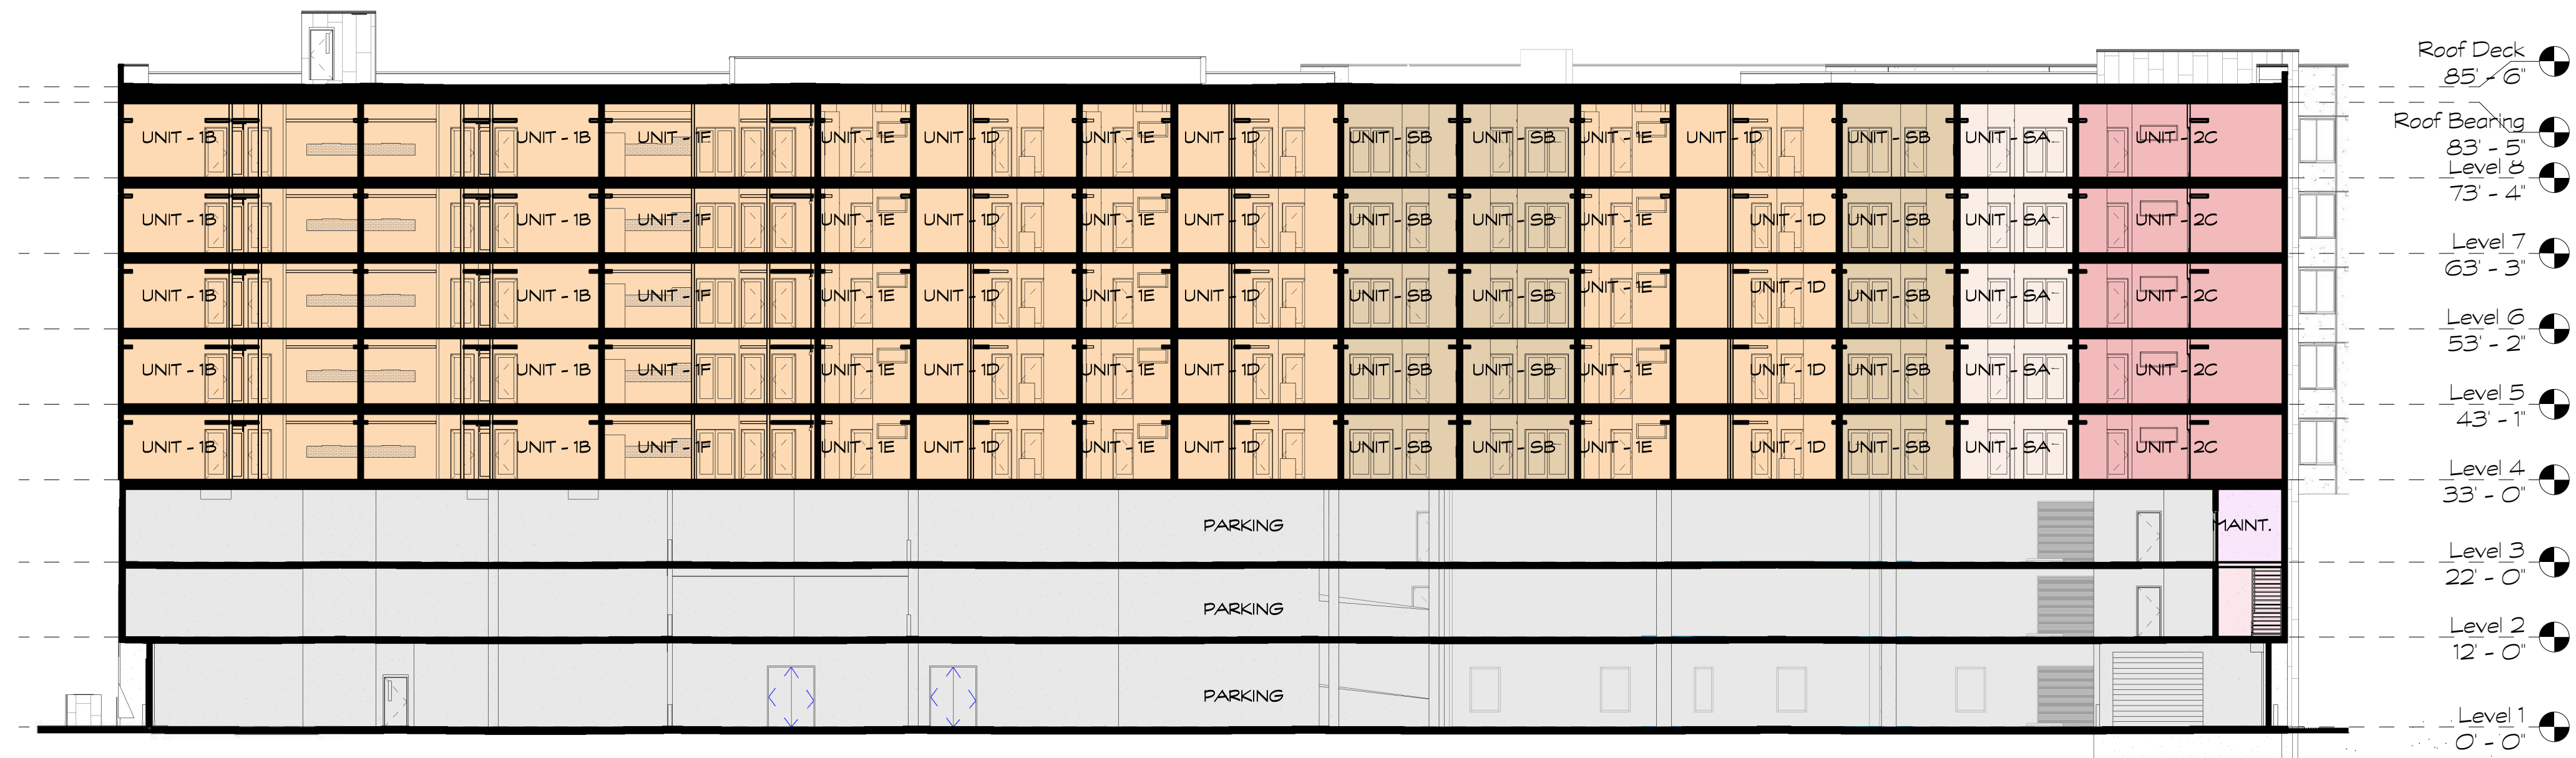 Roof Deck
85' - 6"
Roof Bearing
83' - 5"
UNIT - 1B UNIT - 1B UNIT - 1F UNIT - 1E UNIT - 1D UNIT - 1E UNIT - 1D UNIT - SB UNIT - SB UNIT - 1E UNIT - 1D UNIT - SB UNIT - SA UNIT - 2C
Level 8
73' - 4"
UNIT - 1B UNIT - 1B UNIT - 1F UNIT - 1E UNIT - 1D UNIT - 1E UNIT - 1D UNIT - SB UNIT - SB UNIT - 1E UNIT - 1D UNIT - SB UNIT - SA UNIT - 2C
Level 7
63' - 3"
UNIT - 1B UNIT - 1B UNIT - 1F UNIT - 1E UNIT - 1D UNIT - 1E UNIT - 1D UNIT - SB UNIT - SB UNIT - 1E UNIT - 1D UNIT - SB UNIT - SA UNIT - 2C
Level 6
53' - 2"
UNIT - 1B UNIT - 1B UNIT - 1F UNIT - 1E UNIT - 1D UNIT - 1E UNIT - 1D UNIT - SB UNIT - SB UNIT - 1E UNIT - 1D UNIT - SB UNIT - SA UNIT - 2C
Level 5
43' - 1"
UNIT - 1B UNIT - 1B UNIT - 1F UNIT - 1E UNIT - 1D UNIT - 1E UNIT - 1D UNIT - SB UNIT - SB UNIT - 1E UNIT - 1D UNIT - SB UNIT - SA UNIT - 2C
Level 4
33' - 0"
PARKING MAINT.
Level 3
22' - 0"
PARKING
Level 2
12' - 0"
PARKING
Level 1
0' - 0"